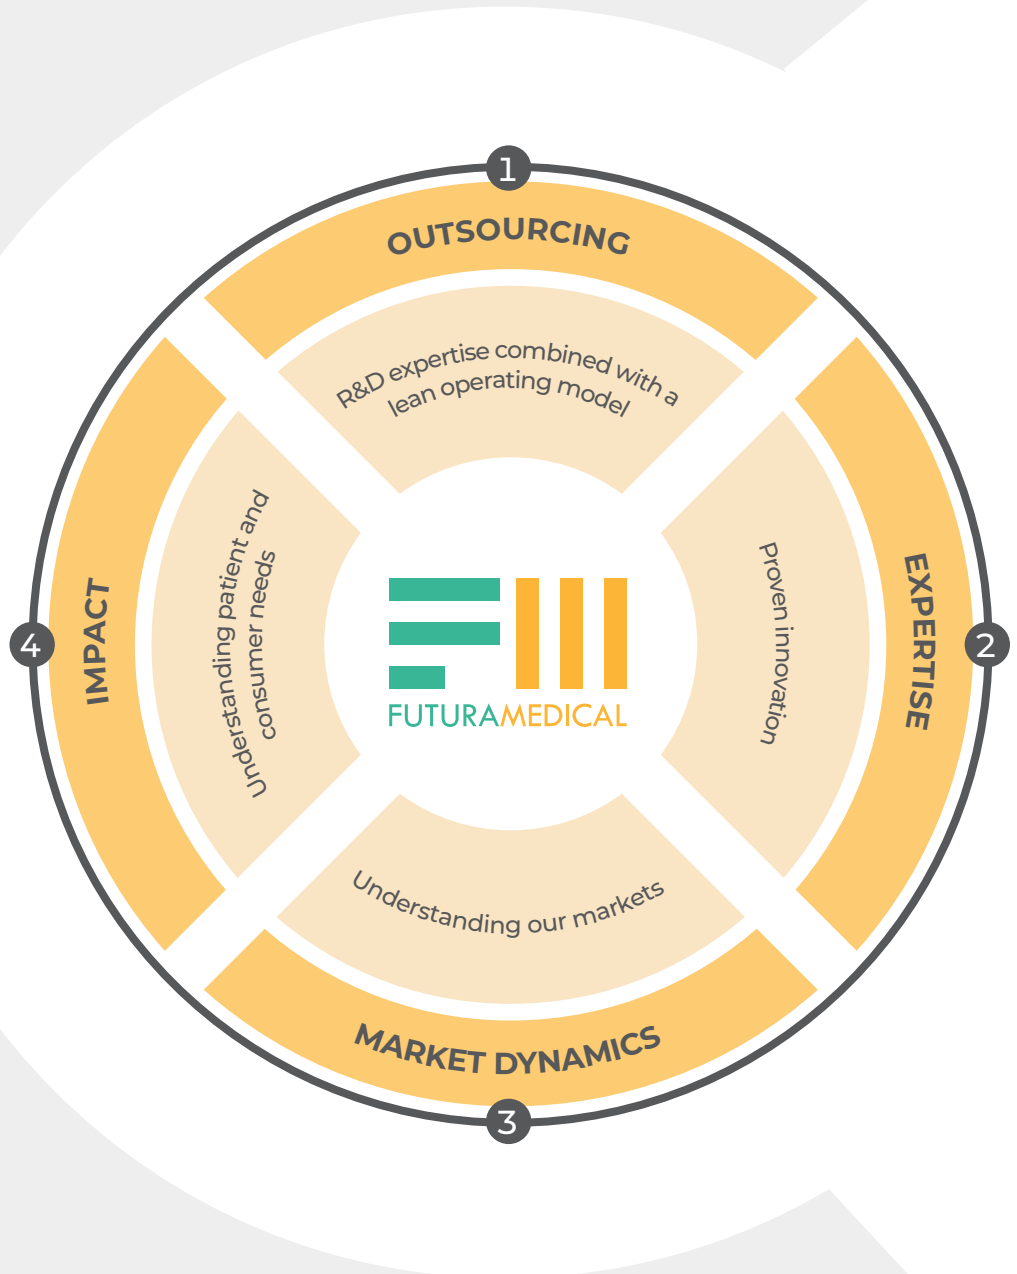 1
OUTSOURCING
R&D expertise combined with a
lean operating model
2
EXPERTISE
Proven innovation
3
MARKET DYNAMICS
Understanding our markets
4
IMPACT
Understanding patient and
consumer needs
FUTURAMEDICAL